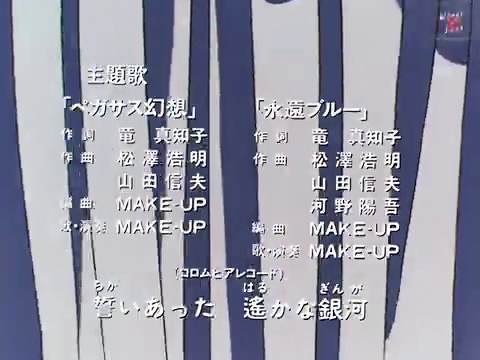 主題歌
「ペガサス幻想」 「永遠ブルー」
作詞 竜 真知子 作詞 竜 真知子
作曲 松澤浩明 作曲 松澤浩明
山田信夫 山田信夫
河野陽吾
編曲 MAKE-UP 編曲 MAKE-UP
歌・演奏 MAKE-UP 歌・演奏 MAKE-UP
(コロムビアレコード)
ちか はる ぎんが
誓いあった 遙かな銀河